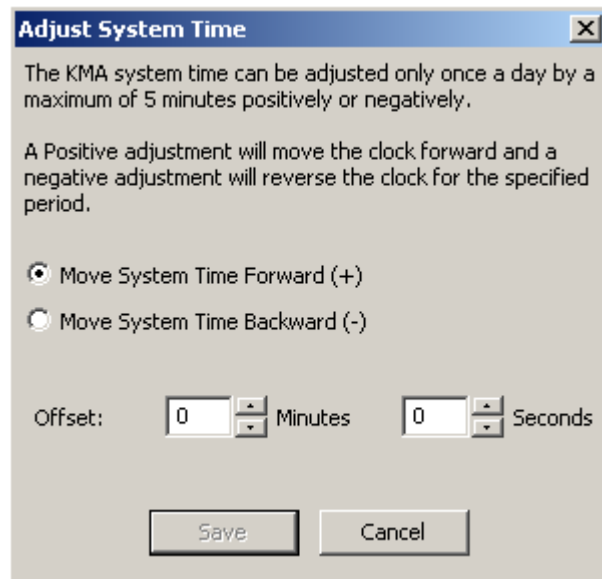 Adjust System Time
The KMA system time can be adjusted only once a day by a
maximum of 5 minutes positively or negatively.
A Positive adjustment will move the clock forward and a
negative adjustment will reverse the clock for the specified
period.
Move System Time Forward (+)
Move System Time Backward (-)
Offset: 0 Minutes 0 Seconds
Save Cancel